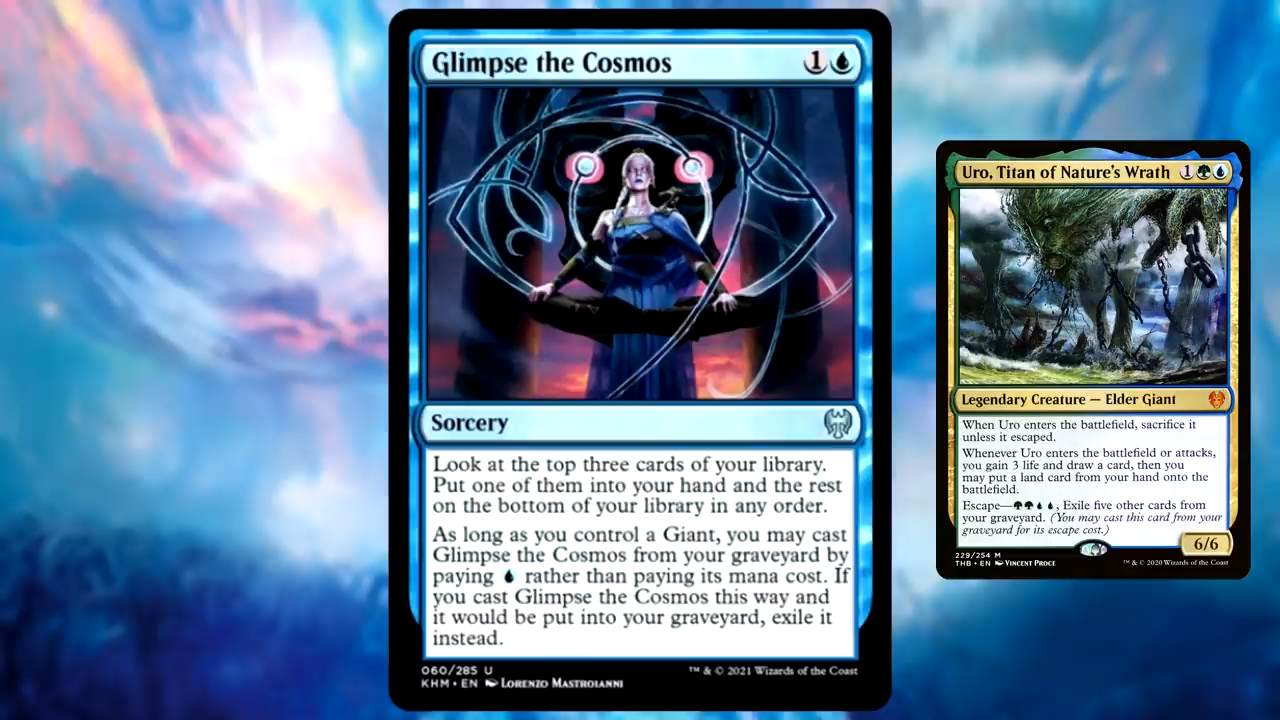 Glimpse the Cosmos 1
Sorcery
Look at the top three cards of your library.
Put one of them into your hand and the rest
on the bottom of your library in any order.
As long as you control a Giant, you may cast
Glimpse the Cosmos from your graveyard by
paying rather than paying its mana cost. If
you cast Glimpse the Cosmos this way and
it would be put into your graveyard, exile it
instead.
060/285 U
KHM • EN Lorenzo Mastroianni
™ & © 2021 Wizards of the Coast
Uro, Titan of Nature's Wrath 1
Legendary Creature — Elder Giant
When Uro enters the battlefield, sacrifice it
unless it escaped.
Whenever Uro enters the battlefield or attacks,
you gain 3 life and draw a card, then you
may put a land card from your hand onto the
battlefield.
Escape— , Exile five other cards from
your graveyard. (You may cast this card from your
graveyard for its escape cost.)
6/6
229/254 M
THB • EN Vincent Proce
™ & © 2020 Wizards of the Coast